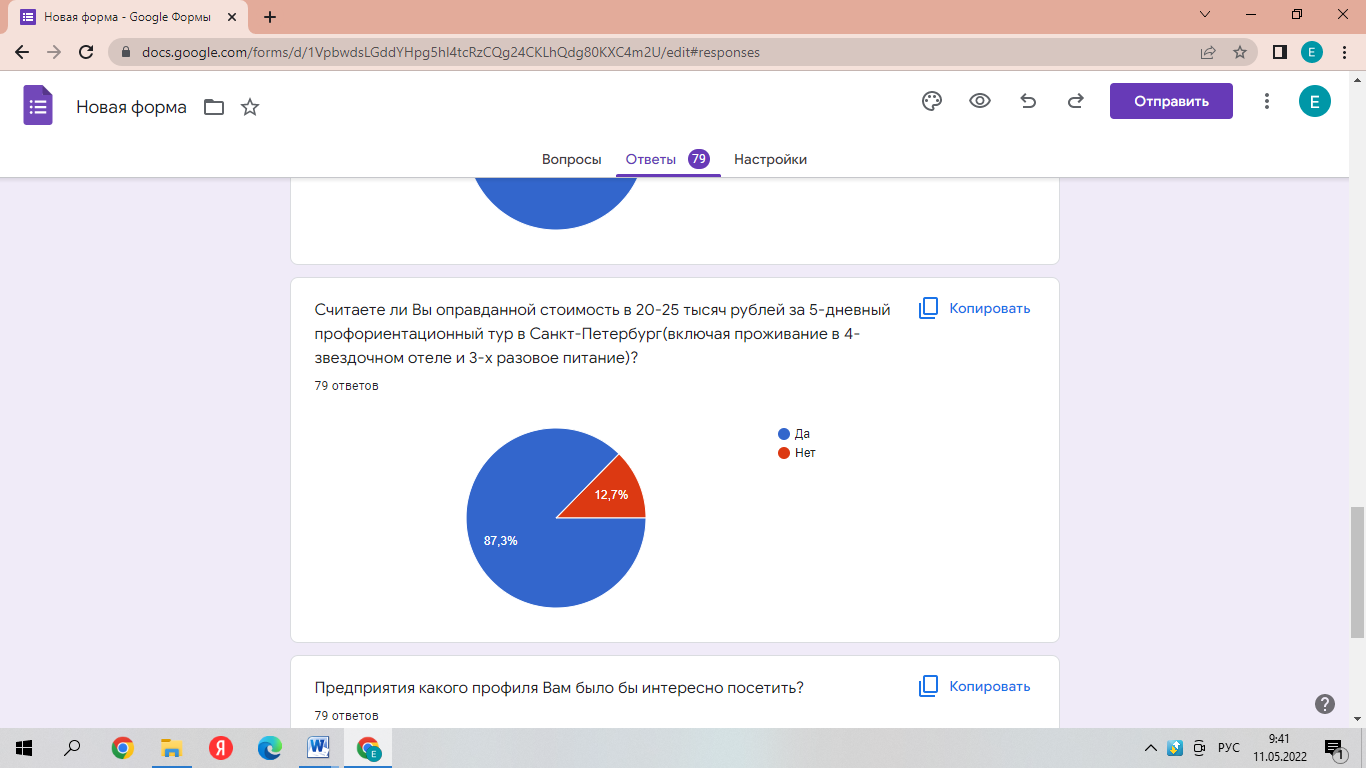 Новая форма - Google Формы
docs.google.com/forms/d/1VpbwdsLGddYHpg5hI4tcRzCQg24CKLhQdg80KXC4m2U/edit#responses
E
Новая форма
Отправить
E
Вопросы
Ответы 79
Настройки
Считаете ли Вы оправданной стоимость в 20-25 тысяч рублей за 5-дневный
профориентационный тур в Санкт-Петербург(включая проживание в 4-
звездочном отеле и 3-х разовое питание)?
Копировать
79 ответов
Да
Нет
12,7%
87,3%
Предприятия какого профиля Вам было бы интересно посетить?
Копировать
79 ответов
РУС
9:41
11.05.2022
1